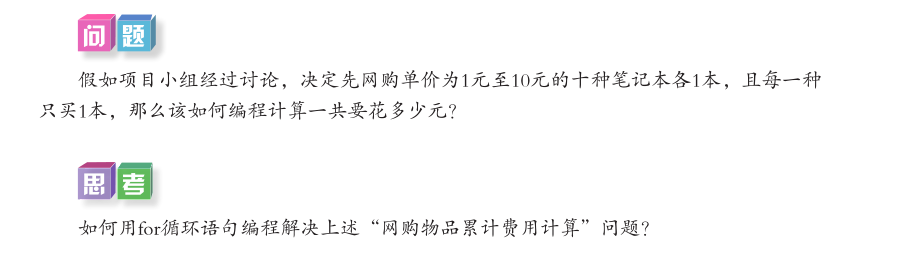 问题
假如项目小组经过讨论，决定先网购单价为1元至10元的十种笔记本各1本，且每一种
只买1本，那么该如何编程计算一共要花多少元？
思考
如何用for循环语句编程解决上述“网购物品累计费用计算”问题？